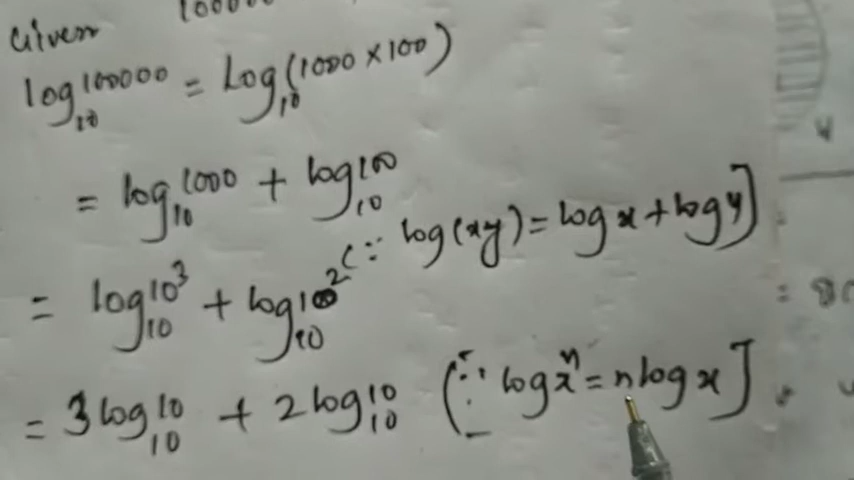 Given 100000
log₁₀100000 = Log₁₀(1000 × 100)
= log₁₀1000 + log₁₀100
(∵ log(xy) = log x + log y]
= log₁₀10³ + log₁₀10²
= 3 log₁₀10 + 2 log₁₀10 [∵ log xⁿ = n log x]